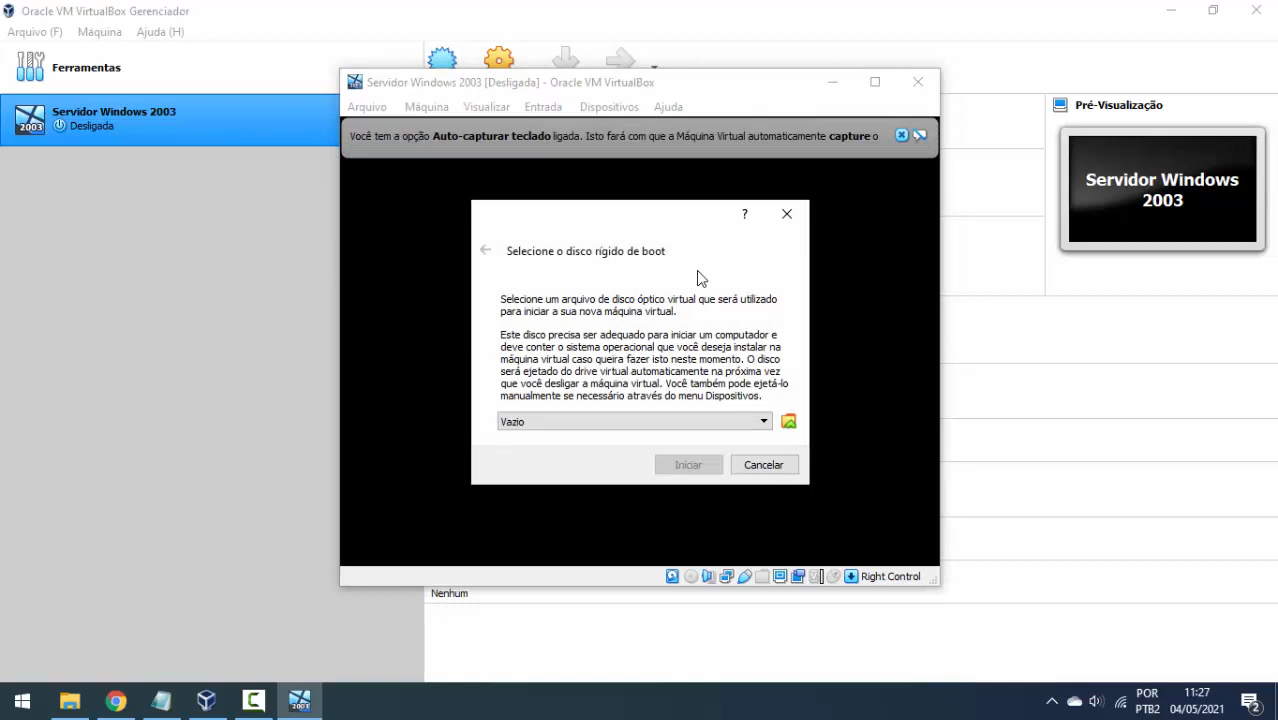 Oracle VM VirtualBox Gerenciador
Arquivo (F) Máquina Ajuda (H)
Ferramentas
Servidor Windows 2003
Desligada
2003
Servidor Windows 2003 [Desligada] - Oracle VM VirtualBox
Arquivo Máquina Visualizar Entrada Dispositivos Ajuda
Você tem a opção Auto-capturar teclado ligada. Isto fará com que a Máquina Virtual automaticamente capture o
Pré-Visualização
Servidor Windows
2003
?
Selecione o disco rígido de boot
Selecione um arquivo de disco óptico virtual que será utilizado
para iniciar a sua nova máquina virtual.
Este disco precisa ser adequado para iniciar um computador e
deve conter o sistema operacional que você deseja instalar na
máquina virtual caso queira fazer isto neste momento. O disco
será ejetado do drive virtual automaticamente na próxima vez
que você desligar a máquina virtual. Você também pode ejetá-lo
manualmente se necessário através do menu Dispositivos.
Vazio
Iniciar Cancelar
Right Control
Nenhum
2003
POR
PTB2
11:27
04/05/2021
2